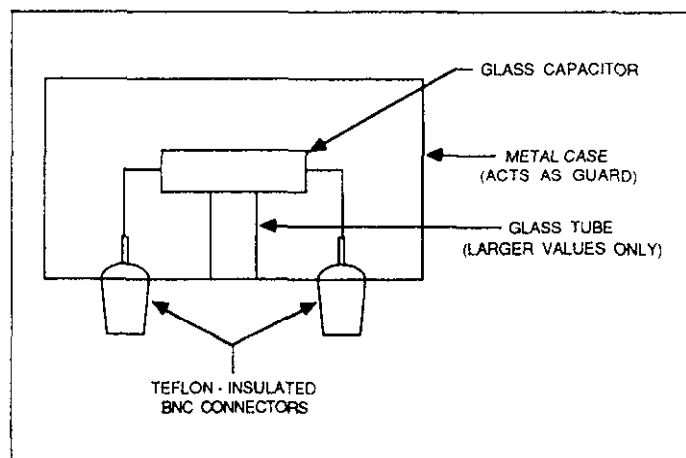 GLASS CAPACITOR
METAL CASE
(ACTS AS GUARD)
GLASS TUBE
(LARGER VALUES ONLY)
TEFLON - INSULATED
BNC CONNECTORS